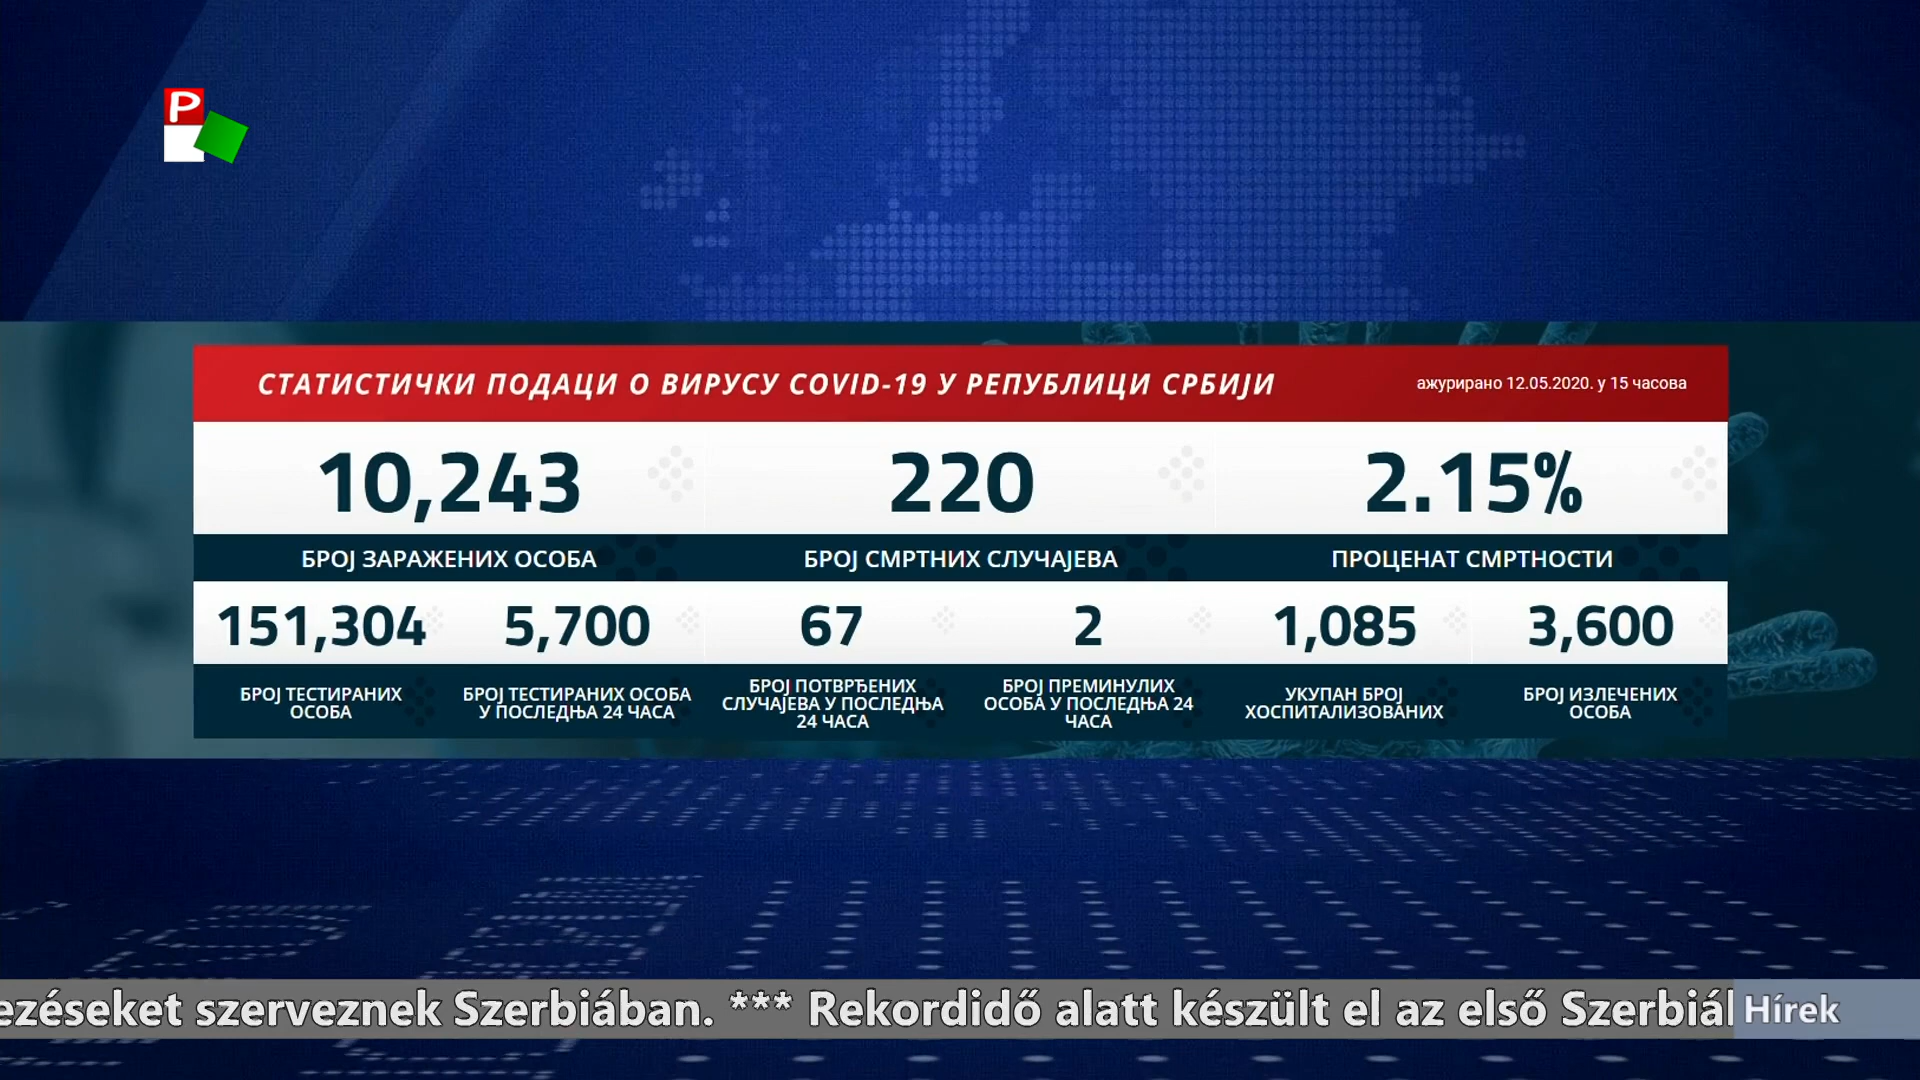 P
СТАТИСТИЧКИ ПОДАЦИ О ВИРУСУ COVID-19 У РЕПУБЛИЦИ СРБИЈИ
ажурирано 12.05.2020. у 15 часова
10,243
220
2.15%
БРОЈ ЗАРАЖЕНИХ ОСОБА
БРОЈ СМРТНИХ СЛУЧАЈЕВА
ПРОЦЕНАТ СМРТНОСТИ
151,304
5,700
67
2
1,085
3,600
БРОЈ ТЕСТИРАНИХ
ОСОБА
БРОЈ ТЕСТИРАНИХ ОСОБА
У ПОСЛЕДЊА 24 ЧАСА
БРОЈ ПОТВРЂЕНИХ
СЛУЧАЈЕВА У ПОСЛЕДЊА
24 ЧАСА
БРОЈ ПРЕМИНУЛИХ
ОСОБА У ПОСЛЕДЊА 24
ЧАСА
УКУПАН БРОЈ
ХОСПИТАЛИЗОВАНИХ
БРОЈ ИЗЛЕЧЕНИХ
ОСОБА
ezéseket szerveznek Szerbiában. *** Rekordidő alatt készült el az első Szerbiál
Hírek